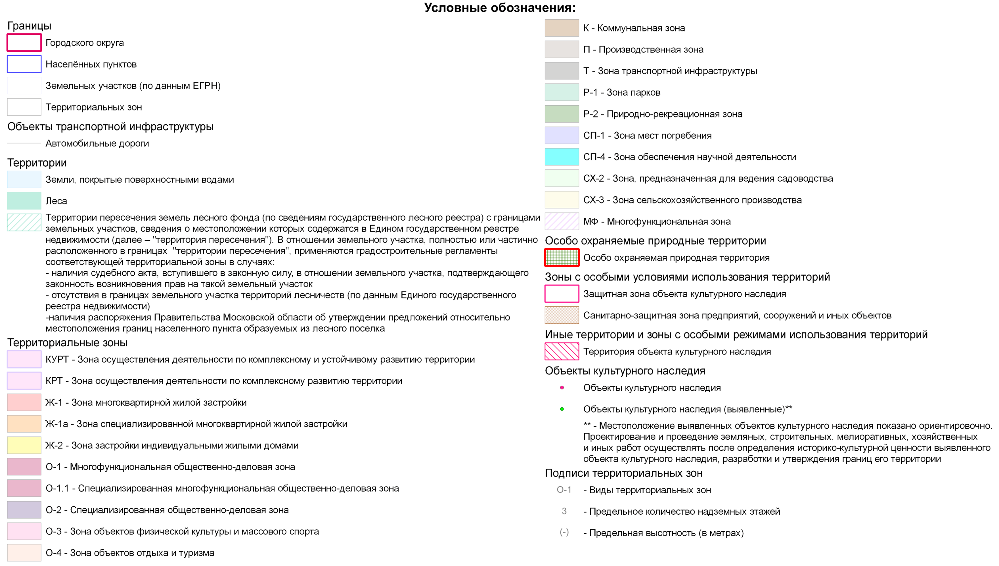 Условные обозначения:
Границы
Городского округа
Населённых пунктов
Земельных участков (по данным ЕГРН)
Территориальных зон
Объекты транспортной инфраструктуры
Автомобильные дороги
Территории
Земли, покрытые поверхностными водами
Леса
Территории пересечения земель лесного фонда (по сведениям государственного лесного реестра) с границами
земельных участков, сведения о местоположении которых содержатся в Едином государственном реестре
недвижимости (далее – "территория пересечения"). В отношении земельного участка, полностью или частично
расположенного в границах "территории пересечения", применяются градостроительные регламенты
соответствующей территориальной зоны в случаях:
- наличия судебного акта, вступившего в законную силу, в отношении земельного участка, подтверждающего
законность возникновения прав на такой земельный участок
- отсутствия в границах земельного участка территорий лесничеств (по данным Единого государственного
реестра недвижимости)
-наличия распоряжения Правительства Московской области об утверждении предложений относительно
местоположения границ населенного пункта образуемых из лесного поселка
Территориальные зоны
КУРТ - Зона осуществления деятельности по комплексному и устойчивому развитию территории
КРТ - Зона осуществления деятельности по комплексному развитию территории
Ж-1 - Зона многоквартирной жилой застройки
Ж-1а - Зона специализированной многоквартирной жилой застройки
Ж-2 - Зона застройки индивидуальными жилыми домами
О-1 - Многофункциональная общественно-деловая зона
О-1.1 - Специализированная многофункциональная общественно-деловая зона
О-2 - Специализированная общественно-деловая зона
О-3 - Зона объектов физической культуры и массового спорта
О-4 - Зона объектов отдыха и туризма
К - Коммунальная зона
П - Производственная зона
Т - Зона транспортной инфраструктуры
Р-1 - Зона парков
Р-2 - Природно-рекреационная зона
СП-1 - Зона мест погребения
СП-4 - Зона обеспечения научной деятельности
СХ-2 - Зона, предназначенная для ведения садоводства
СХ-3 - Зона сельскохозяйственного производства
МФ - Многофункциональная зона
Особо охраняемые природные территории
Особо охраняемая природная территория
Зоны с особыми условиями использования территорий
Защитная зона объекта культурного наследия
Санитарно-защитная зона предприятий, сооружений и иных объектов
Иные территории и зоны с особыми режимами использования территорий
Территория объекта культурного наследия
Объекты культурного наследия
Объекты культурного наследия
Объекты культурного наследия (выявленные)**
** - Местоположение выявленных объектов культурного наследия показано ориентировочно.
Проектирование и проведение земляных, строительных, мелиоративных, хозяйственных
и иных работ осуществлять после определения историко-культурной ценности выявленного
объекта культурного наследия, разработки и утверждения границ его территории
Подписи территориальных зон
О-1 - Виды территориальных зон
3 - Предельное количество надземных этажей
(-) - Предельная высотность (в метрах)